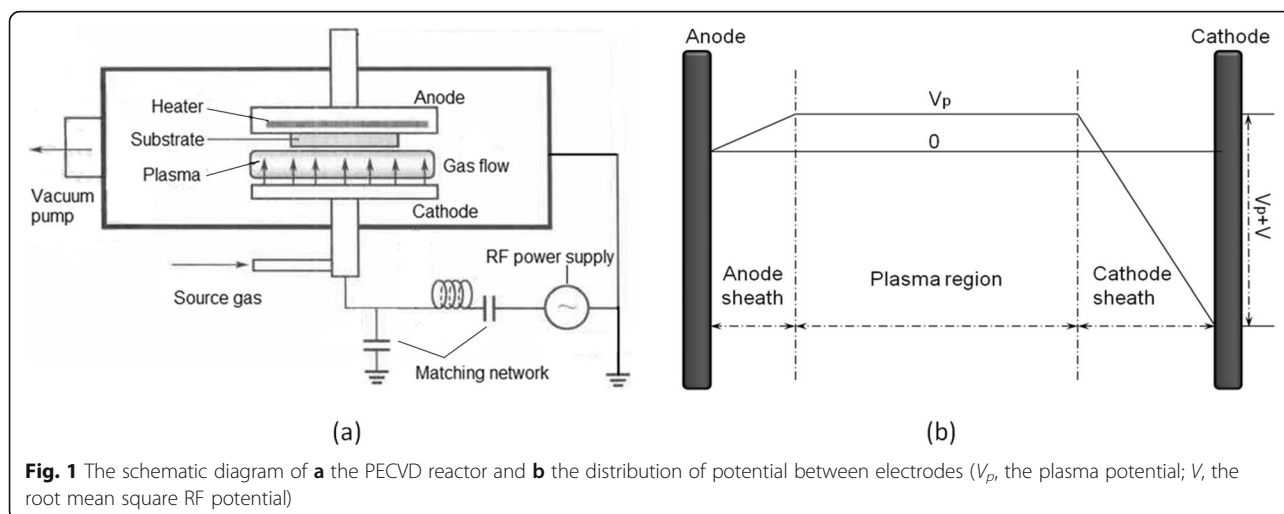 Anode
Heater
Substrate
Plasma
Gas flow
Vacuum
pump
Cathode
RF power supply
Source gas
Matching network
(a)
Anode
Cathode
Vp
0
Vp+V
Anode
sheath
Plasma region
Cathode
sheath
(b)
Fig. 1 The schematic diagram of a the PECVD reactor and b the distribution of potential between electrodes (Vp, the plasma potential; V, the
root mean square RF potential)